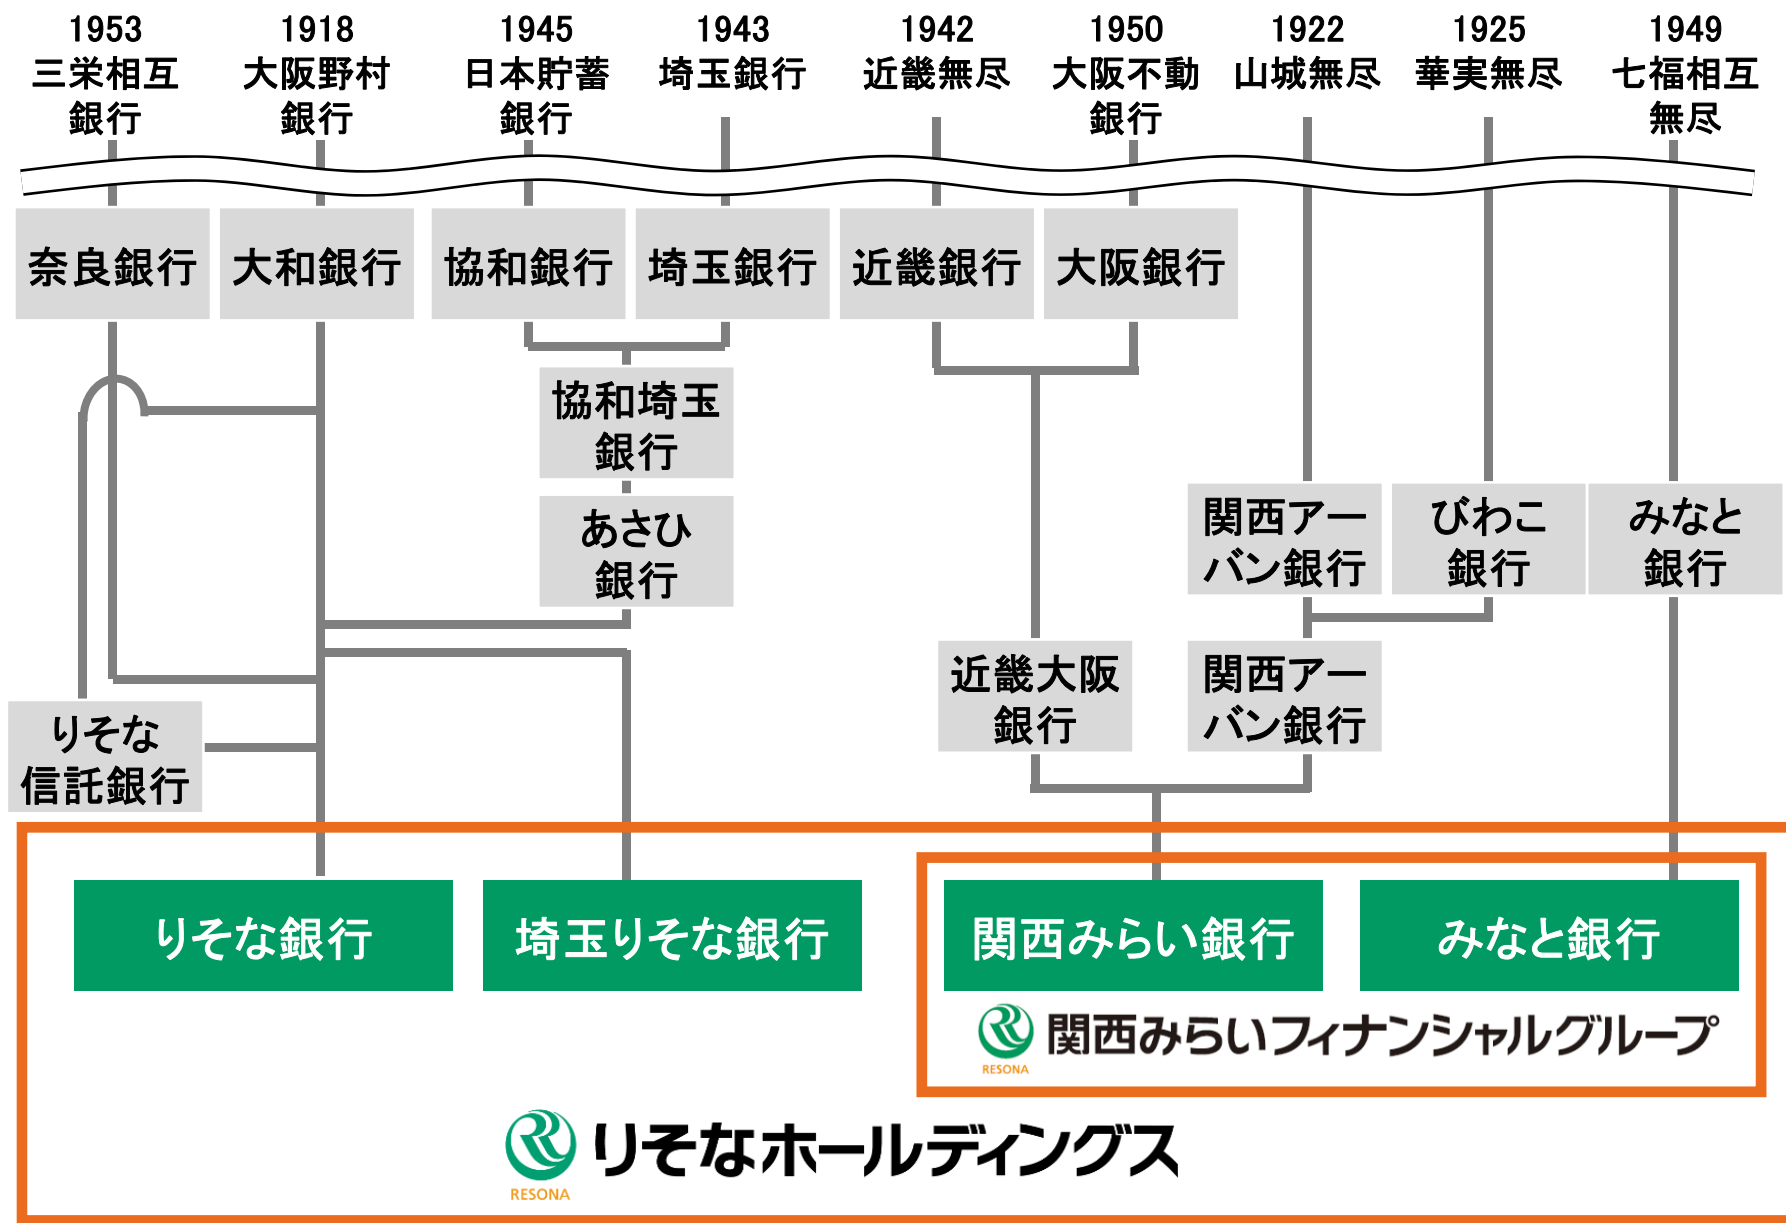 1953
三栄相互
銀行
1918
大阪野村
銀行
1945
日本貯蓄
銀行
1943
埼玉銀行
1942
近畿無尽
1950
大阪不動
銀行
1922
山城無尽
1925
華実無尽
1949
七福相互
無尽
奈良銀行
大和銀行
協和銀行
埼玉銀行
近畿銀行
大阪銀行
協和埼玉
銀行
あさひ
銀行
関西アー
バン銀行
びわこ
銀行
みなと
銀行
近畿大阪
銀行
関西アー
バン銀行
りそな
信託銀行
りそな銀行
埼玉りそな銀行
関西みらい銀行
みなと銀行
RESONA
関西みらいフィナンシャルグループ
RESONA
りそなホールディングス